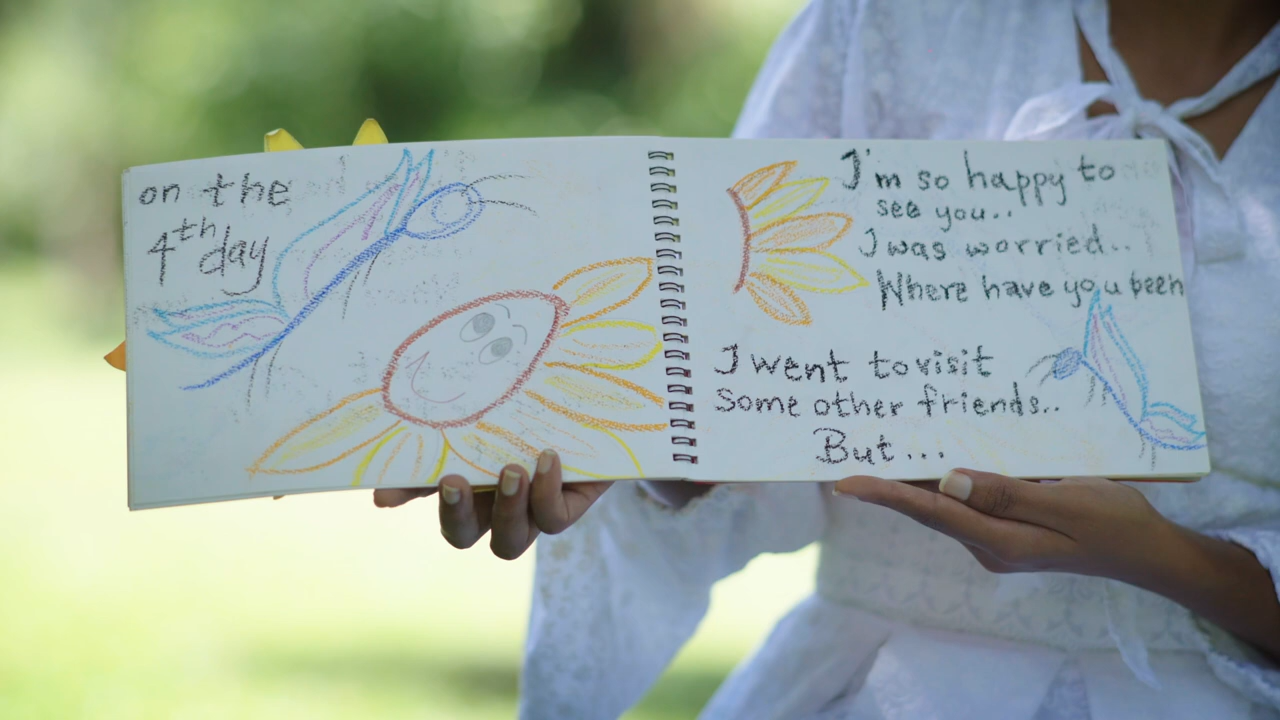 on the
4th day
I'm so happy to
see you..
I was worried..
Where have you been
I went to visit
Some other friends..
But...